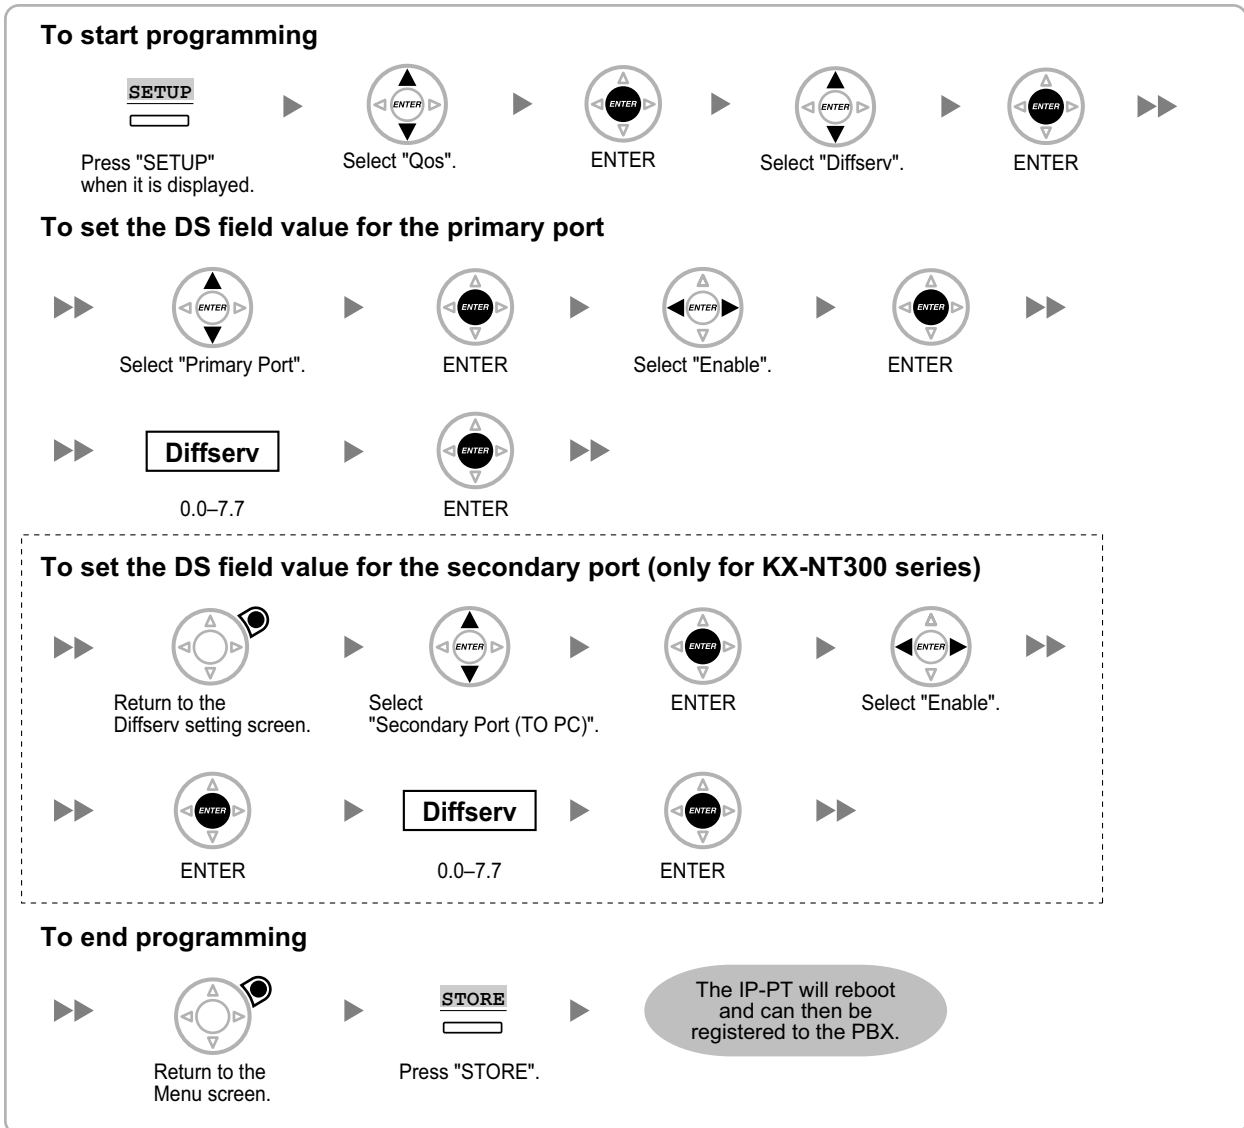 To start programming
SETUP
ENTER
ENTER
ENTER
ENTER
Press "SETUP"
when it is displayed.
Select "Qos".
ENTER
Select "Diffserv".
ENTER
To set the DS field value for the primary port
ENTER
ENTER
ENTER
ENTER
Select "Primary Port".
ENTER
Select "Enable".
ENTER
Diffserv
ENTER
0.0–7.7
ENTER
To set the DS field value for the secondary port (only for KX-NT300 series)
ENTER
ENTER
ENTER
Return to the
Diffserv setting screen.
Select
"Secondary Port (TO PC)".
ENTER
Select "Enable".
ENTER
Diffserv
ENTER
ENTER
0.0–7.7
ENTER
To end programming
STORE
The IP-PT will reboot
and can then be
registered to the PBX.
Return to the
Menu screen.
Press "STORE".